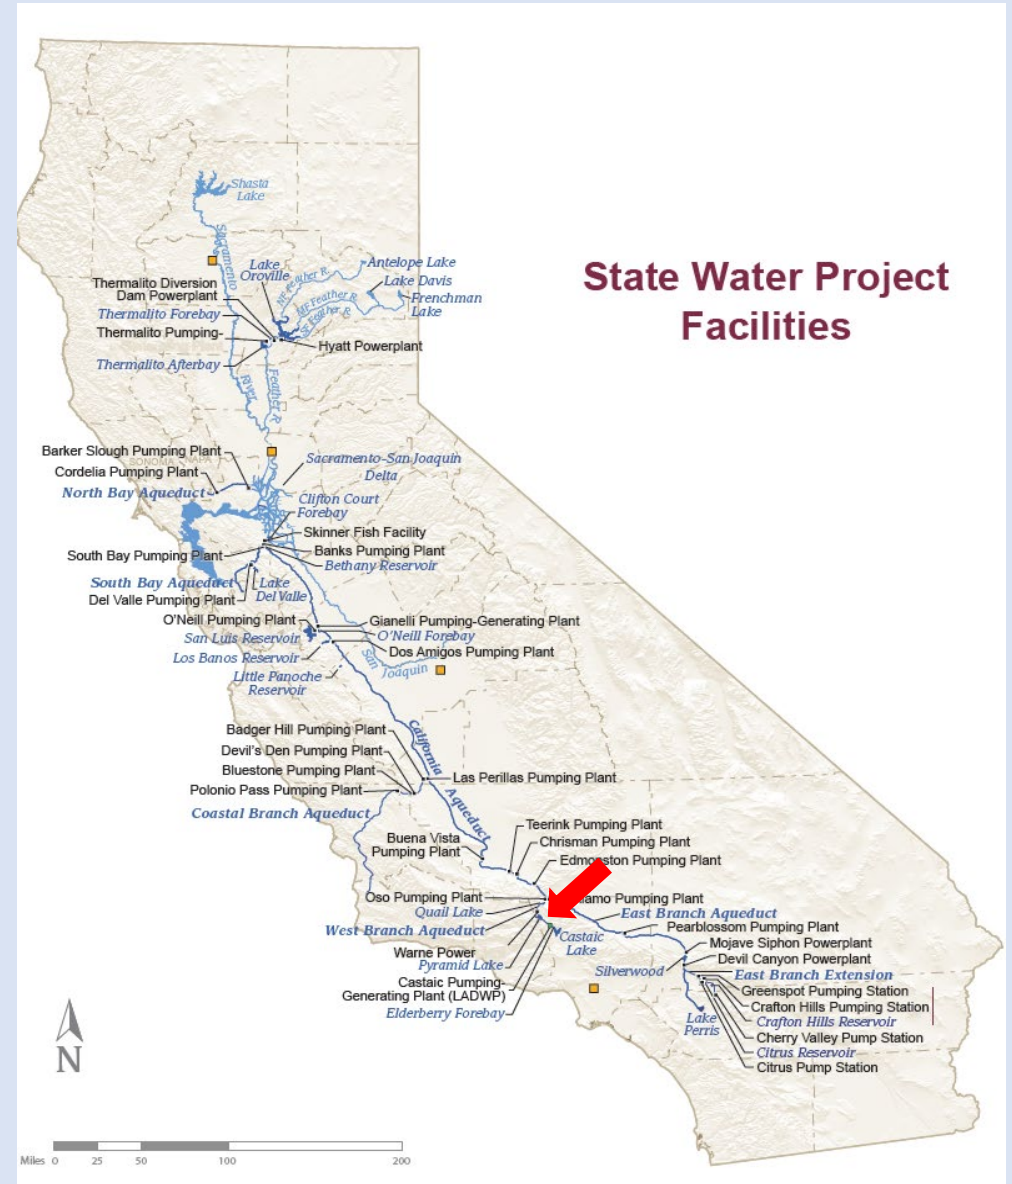 State Water Project
Facilities
Shasta
Lake
Sacramento
River
Lake
Oroville
NF Feather R.
MF Feather R.
SF Feather R.
Antelope Lake
Lake Davis
Frenchman
Lake
Thermalito Diversion
Dam Powerplant
Thermalito Forebay
Thermalito Pumping-
Hyatt Powerplant
Thermalito Afterbay
Feather R.
Barker Slough Pumping Plant
SONOMA NAPA
Cordelia Pumping Plant
North Bay Aqueduct
Sacramento-San Joaquin
Delta
Clifton Court
Forebay
Skinner Fish Facility
South Bay Pumping Plant
Banks Pumping Plant
Bethany Reservoir
South Bay Aqueduct
Lake
Del Valle
Del Valle Pumping Plant
O'Neill Pumping Plant
Gianelli Pumping-Generating Plant
San Luis Reservoir
O'Neill Forebay
Los Banos Reservoir
Dos Amigos Pumping Plant
San
Joaquin
Little Panoche
Reservoir
Badger Hill Pumping Plant
California
Aqueduct
Devil's Den Pumping Plant
Bluestone Pumping Plant
Las Perillas Pumping Plant
Polonio Pass Pumping Plant
Coastal Branch Aqueduct
Teerink Pumping Plant
Buena Vista
Pumping Plant
Chrisman Pumping Plant
Edmonston Pumping Plant
Oso Pumping Plant
Pumping Plant
Quail Lake
East Branch Aqueduct
West Branch Aqueduct
Pearblossom Pumping Plant
Castaic
Lake
Mojave Siphon Powerplant
Warne Power
Devil Canyon Powerplant
Pyramid Lake
Silverwood
East Branch Extension
Castaic Pumping-
Generating Plant (LADWP)
Greenspot Pumping Station
Crafton Hills Pumping Station
Elderberry Forebay
Lake
Perris
Crafton Hills Reservoir
Cherry Valley Pump Station
Citrus Reservoir
Citrus Pump Station
N
Miles 0 25 50 100 200